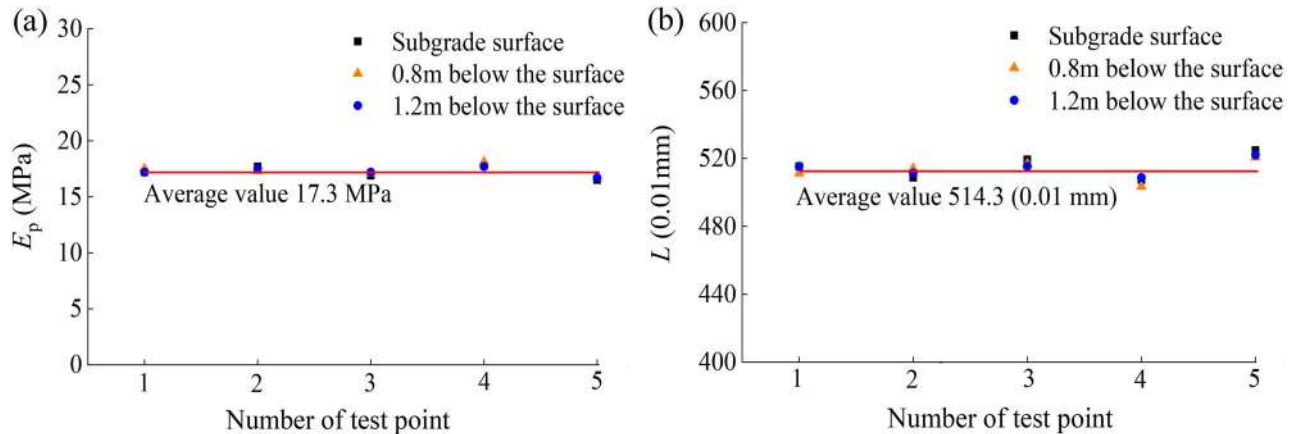 (a)
30
25
20
15
10
5
0
E_p (MPa)
Subgrade surface
0.8m below the surface
1.2m below the surface
Average value 17.3 MPa
1 2 3 4 5
Number of test point
(b)
600
560
520
480
440
400
L (0.01mm)
Subgrade surface
0.8m below the surface
1.2m below the surface
Average value 514.3 (0.01 mm)
1 2 3 4 5
Number of test point